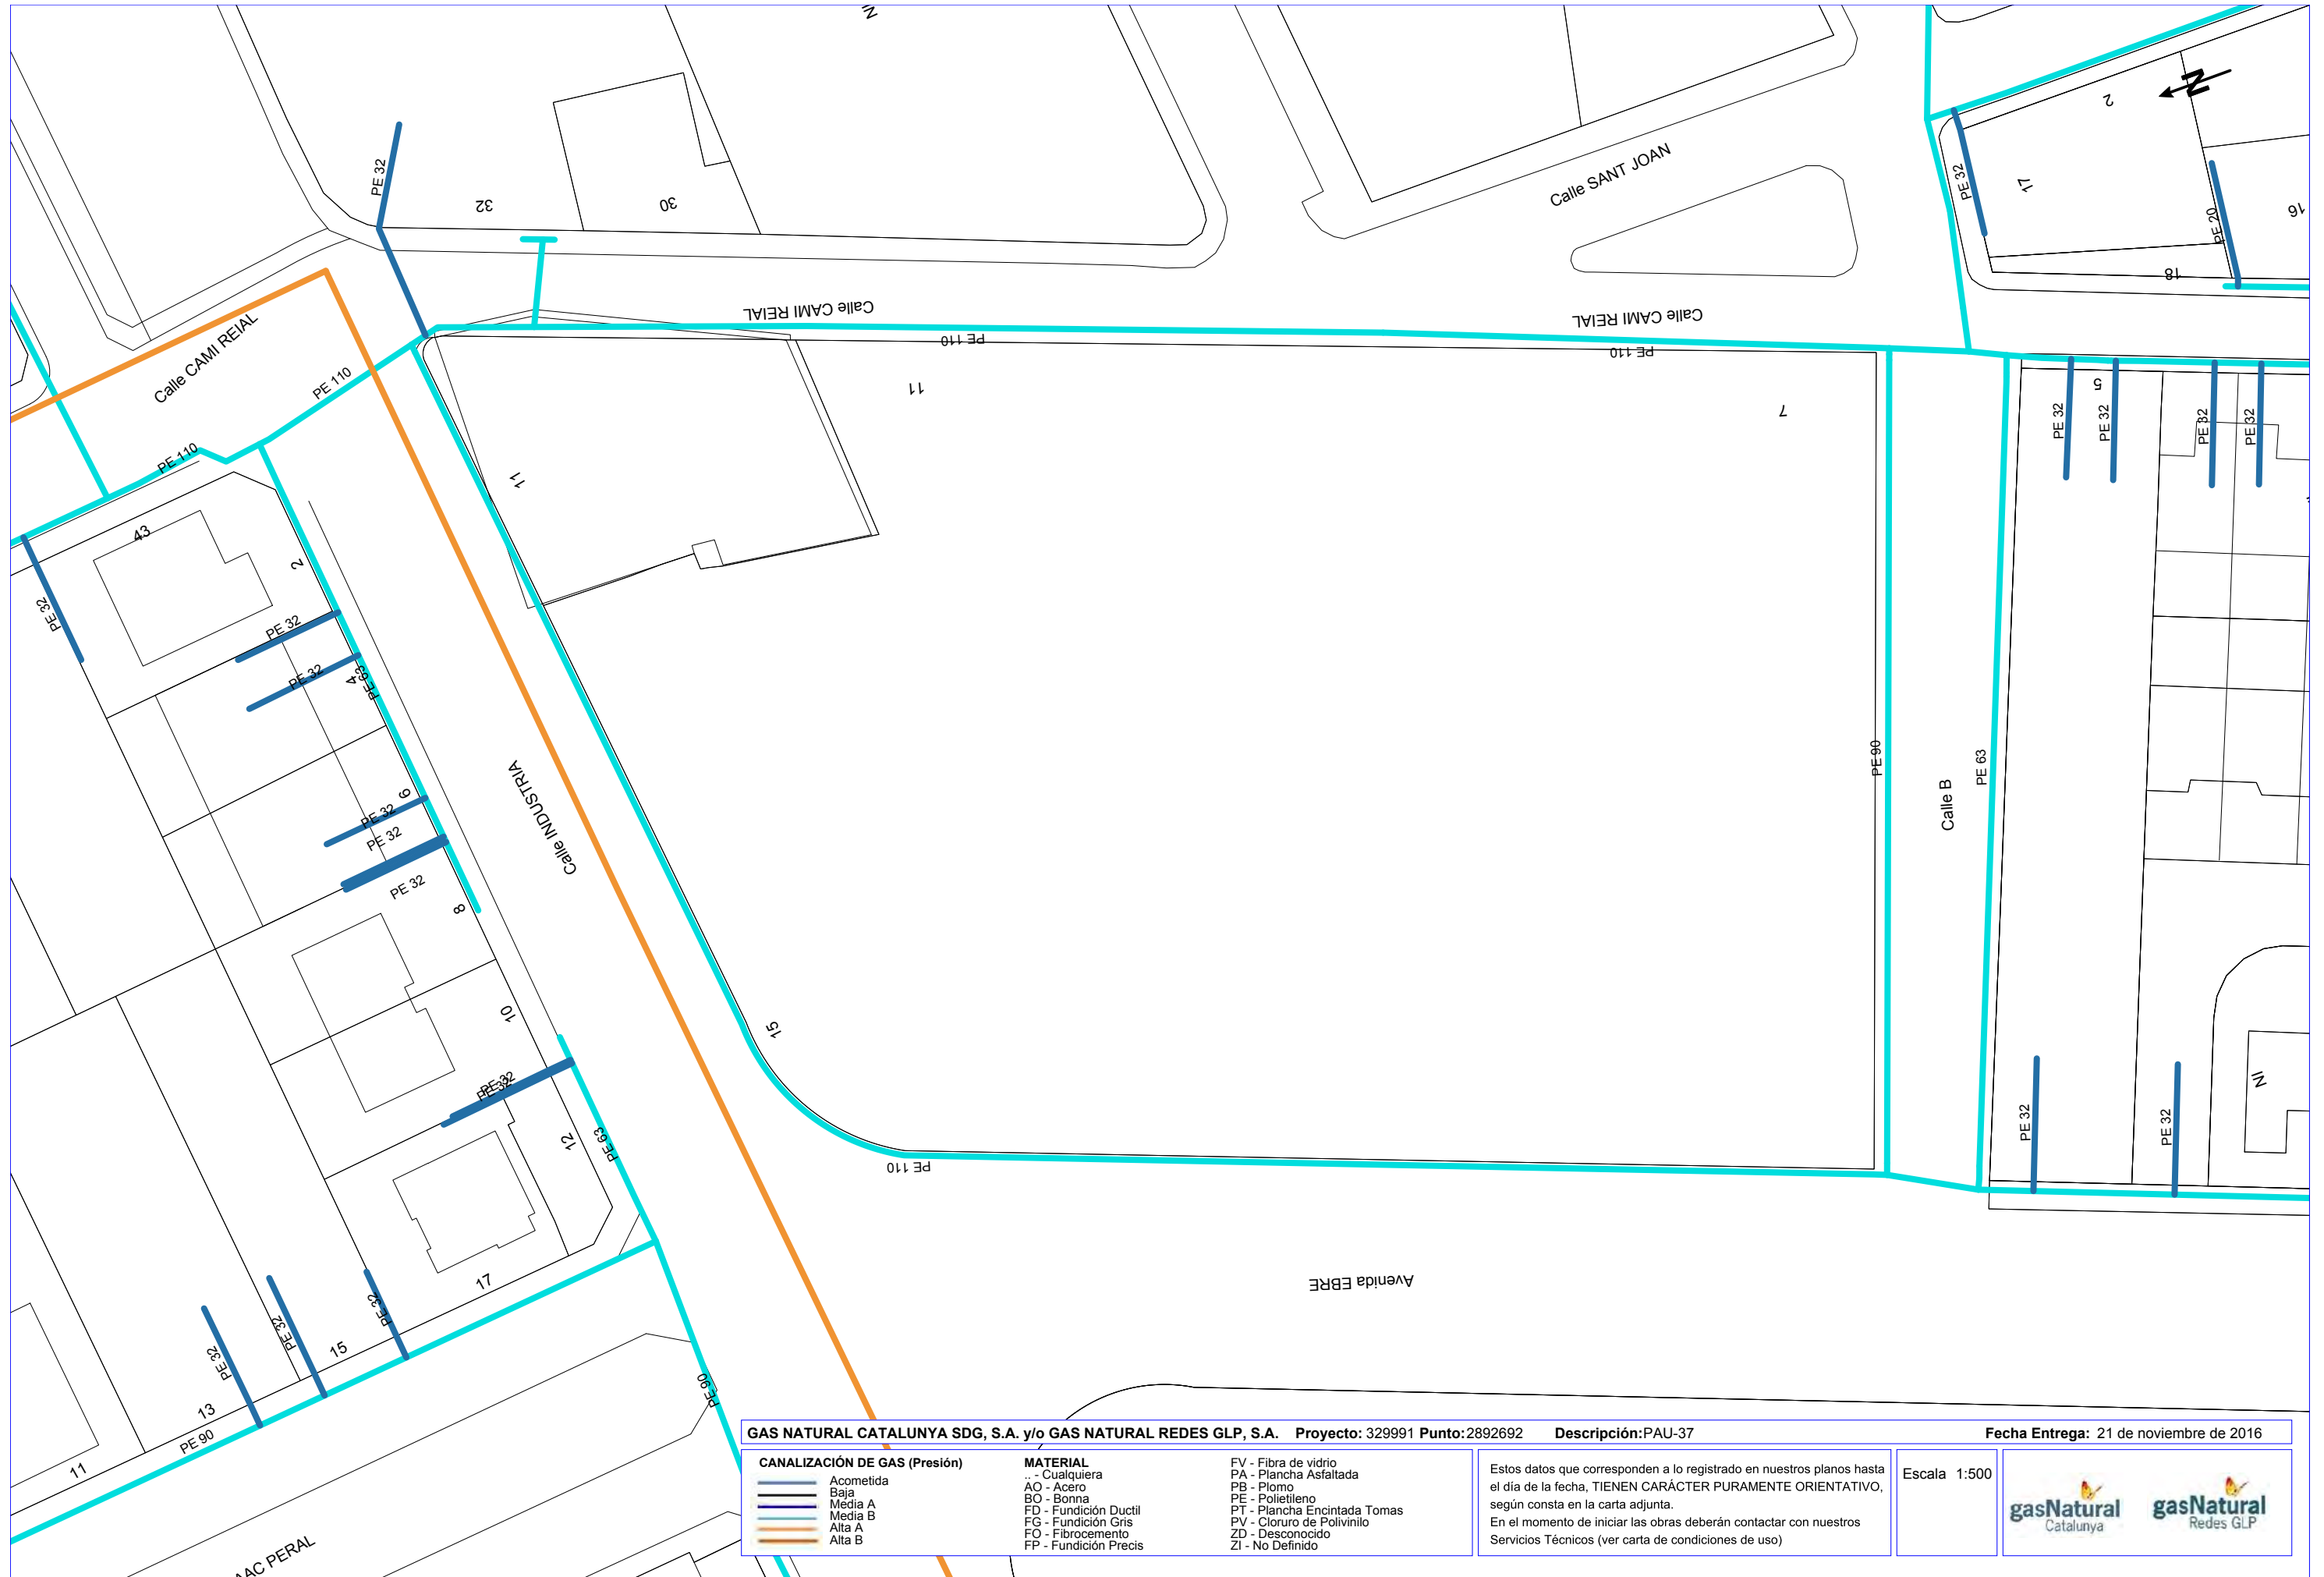 N
PE 32
32
30
Calle SANT JOAN
N
2
PE 32
17
PE 20
16
18
Calle CAMI REIAL
Calle CAMI REIAL
Calle CAMI REIAL
PE 110
PE 110
PE 110
PE 110
11
11
7
5
PE 32
PE 32
PE 32
PE 32
43
2
PE 32
PE 32
PE 32
4
PE 63
6
PE 32
PE 32
PE 32
8
Calle INDUSTRIA
PE 90
PE 63
Calle B
10
15
PE 32
PE 32
12
PE 63
PE 110
PE 32
PE 32
NI
17
Avenida EBRE
PE 32
PE 32
PE 32
15
13
PE 90
11
PE 90
AAC PERAL
GAS NATURAL CATALUNYA SDG, S.A. y/o GAS NATURAL REDES GLP, S.A. Proyecto: 329991 Punto:2892692 Descripción:PAU-37 Fecha Entrega: 21 de noviembre de 2016
CANALIZACIÓN DE GAS (Presión)
Acometida
Baja
Media A
Media B
Alta A
Alta B
MATERIAL
.. - Cualquiera
AO - Acero
BO - Bonna
FD - Fundición Ductil
FG - Fundición Gris
FO - Fibrocemento
FP - Fundición Precis
FV - Fibra de vidrio
PA - Plancha Asfaltada
PB - Plomo
PE - Polietileno
PT - Plancha Encintada Tomas
PV - Cloruro de Polivinilo
ZD - Desconocido
ZI - No Definido
Estos datos que corresponden a lo registrado en nuestros planos hasta
el día de la fecha, TIENEN CARÁCTER PURAMENTE ORIENTATIVO,
según consta en la carta adjunta.
En el momento de iniciar las obras deberán contactar con nuestros
Servicios Técnicos (ver carta de condiciones de uso)
Escala 1:500
gasNatural
Catalunya
gasNatural
Redes GLP